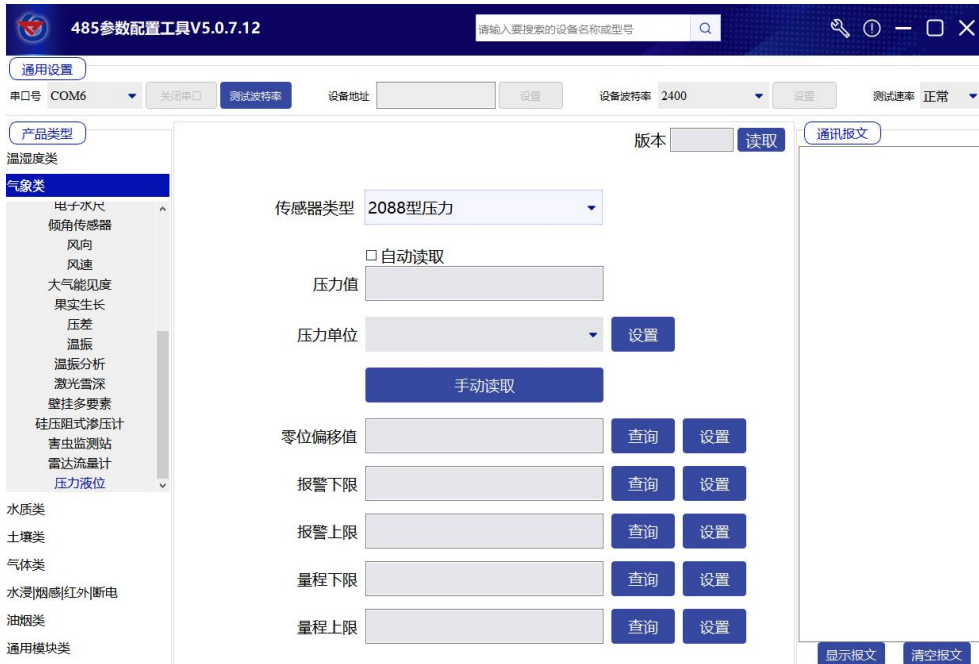 485参数配置工具V5.0.7.12
请输入要搜索的设备名称或型号
通用设置
串口号 COM6 关闭串口 测试波特率 设备地址 设置 设备波特率 2400 设置 测试速率 正常
产品类型
温湿度类
气象类
电子水尺
倾角传感器
风向
风速
大气能见度
果实生长
压差
温振
温振分析
激光雪深
壁挂多要素
硅压阻式渗压计
害虫监测站
雷达流量计
压力液位
水质类
土壤类
气体类
水浸|烟感|红外|断电
油烟类
通用模块类
版本 读取
传感器类型 2088型压力
自动读取
压力值
压力单位 设置
手动读取
零位偏移值 查询 设置
报警下限 查询 设置
报警上限 查询 设置
量程下限 查询 设置
量程上限 查询 设置
通讯报文
显示报文 清空报文